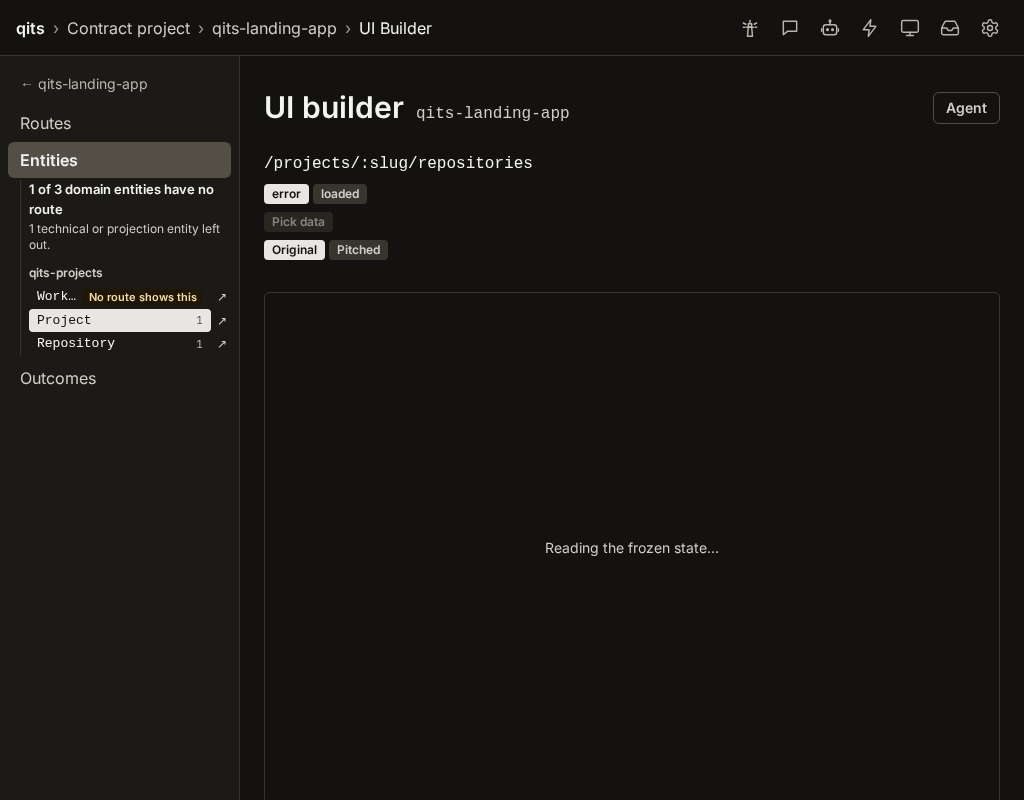 qits › Contract project › qits-landing-app › UI Builder
← qits-landing-app
Routes
Entities
1 of 3 domain entities have no
route
1 technical or projection entity left
out.
qits-projects
Work… No route shows this ↗
Project 1 ↗
Repository 1 ↗
Outcomes
UI builder qits-landing-app
Agent
/projects/:slug/repositories
error loaded
Pick data
Original Pitched
Reading the frozen state…